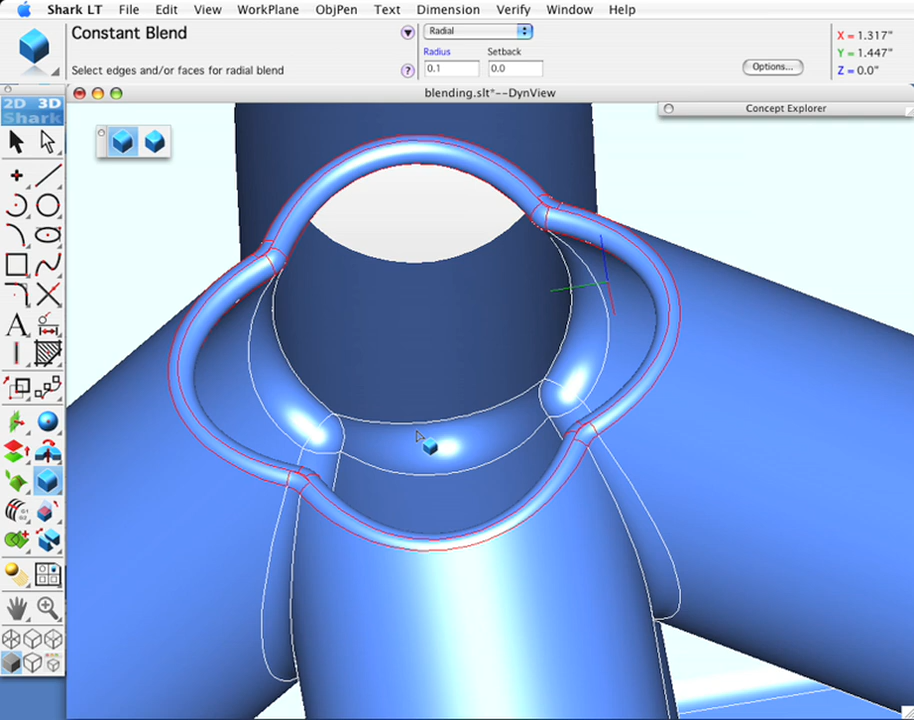 Shark LT File Edit View WorkPlane ObjPen Text Dimension Verify Window Help
Constant Blend
Radial
Radius Setback
Select edges and/or faces for radial blend
?
0.1 0.0
Options...
X = 1.317"
Y = 1.447"
Z = 0.0"
blending.slt*--DynView
Concept Explorer
2D 3D
Shark
A